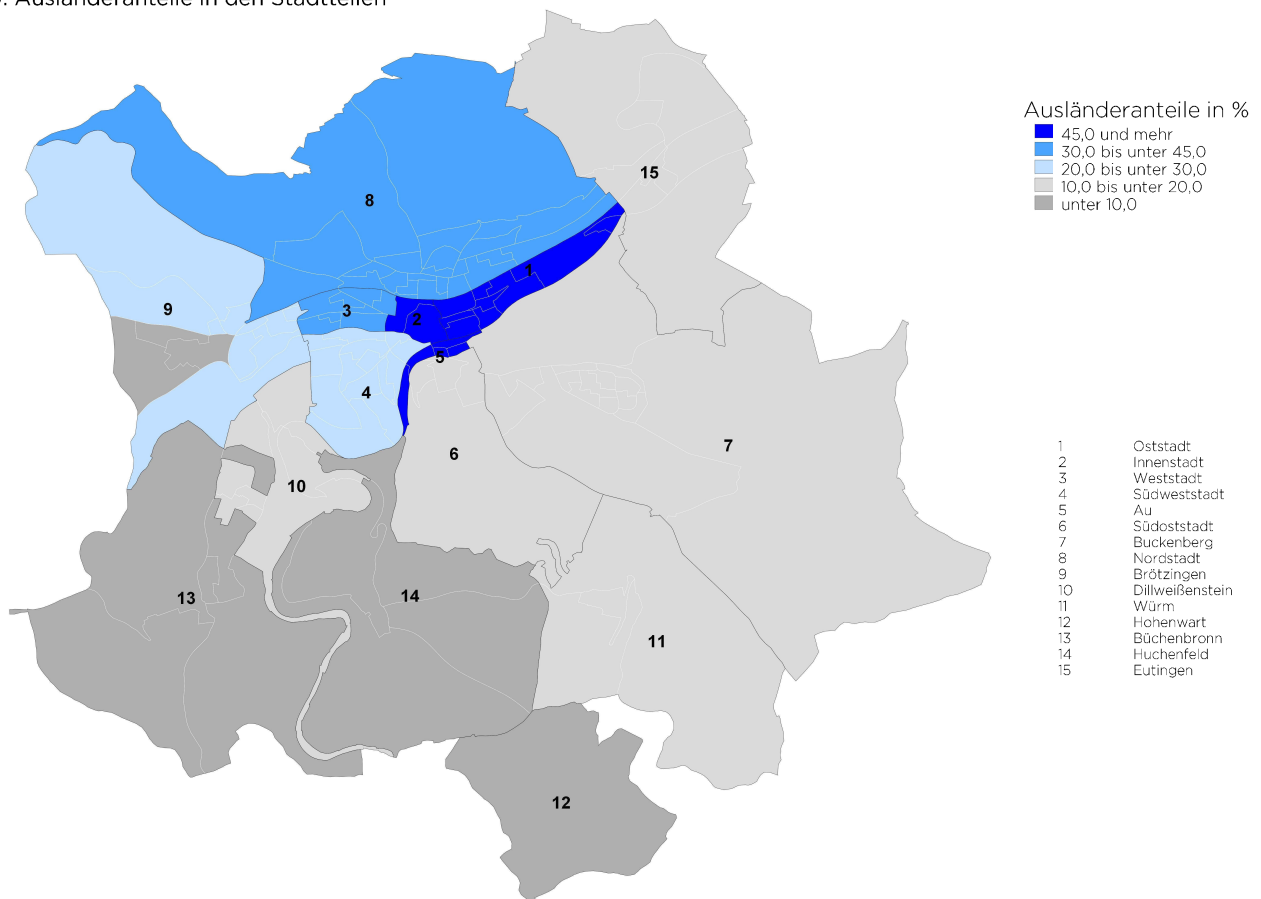 : Ausländeranteile in den Stadtteilen
Ausländeranteile in %
45,0 und mehr
30,0 bis unter 45,0
20,0 bis unter 30,0
10,0 bis unter 20,0
unter 10,0
15
8
1
9
3
2
5
4
7
6
10
13
14
11
12
1 Oststadt
2 Innenstadt
3 Weststadt
4 Südweststadt
5 Au
6 Südoststadt
7 Buckenberg
8 Nordstadt
9 Brötzingen
10 Dillweißenstein
11 Würm
12 Hohenwart
13 Büchenbronn
14 Huchenfeld
15 Eutingen